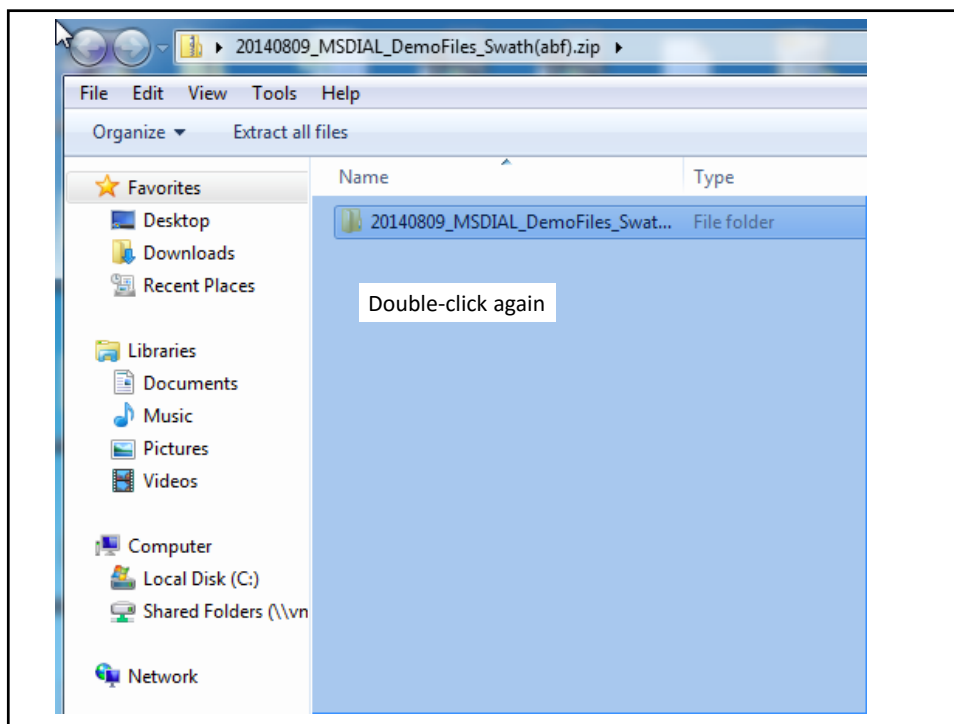 20140809_MSDIAL_DemoFiles_Swath(abf).zip
File Edit View Tools Help
Organize Extract all files
Name Type
Favorites
Desktop
Downloads
Recent Places
Libraries
Documents
Music
Pictures
Videos
Computer
Local Disk (C:)
Shared Folders (\\vn
Network
20140809_MSDIAL_DemoFiles_Swat... File folder
Double-click again